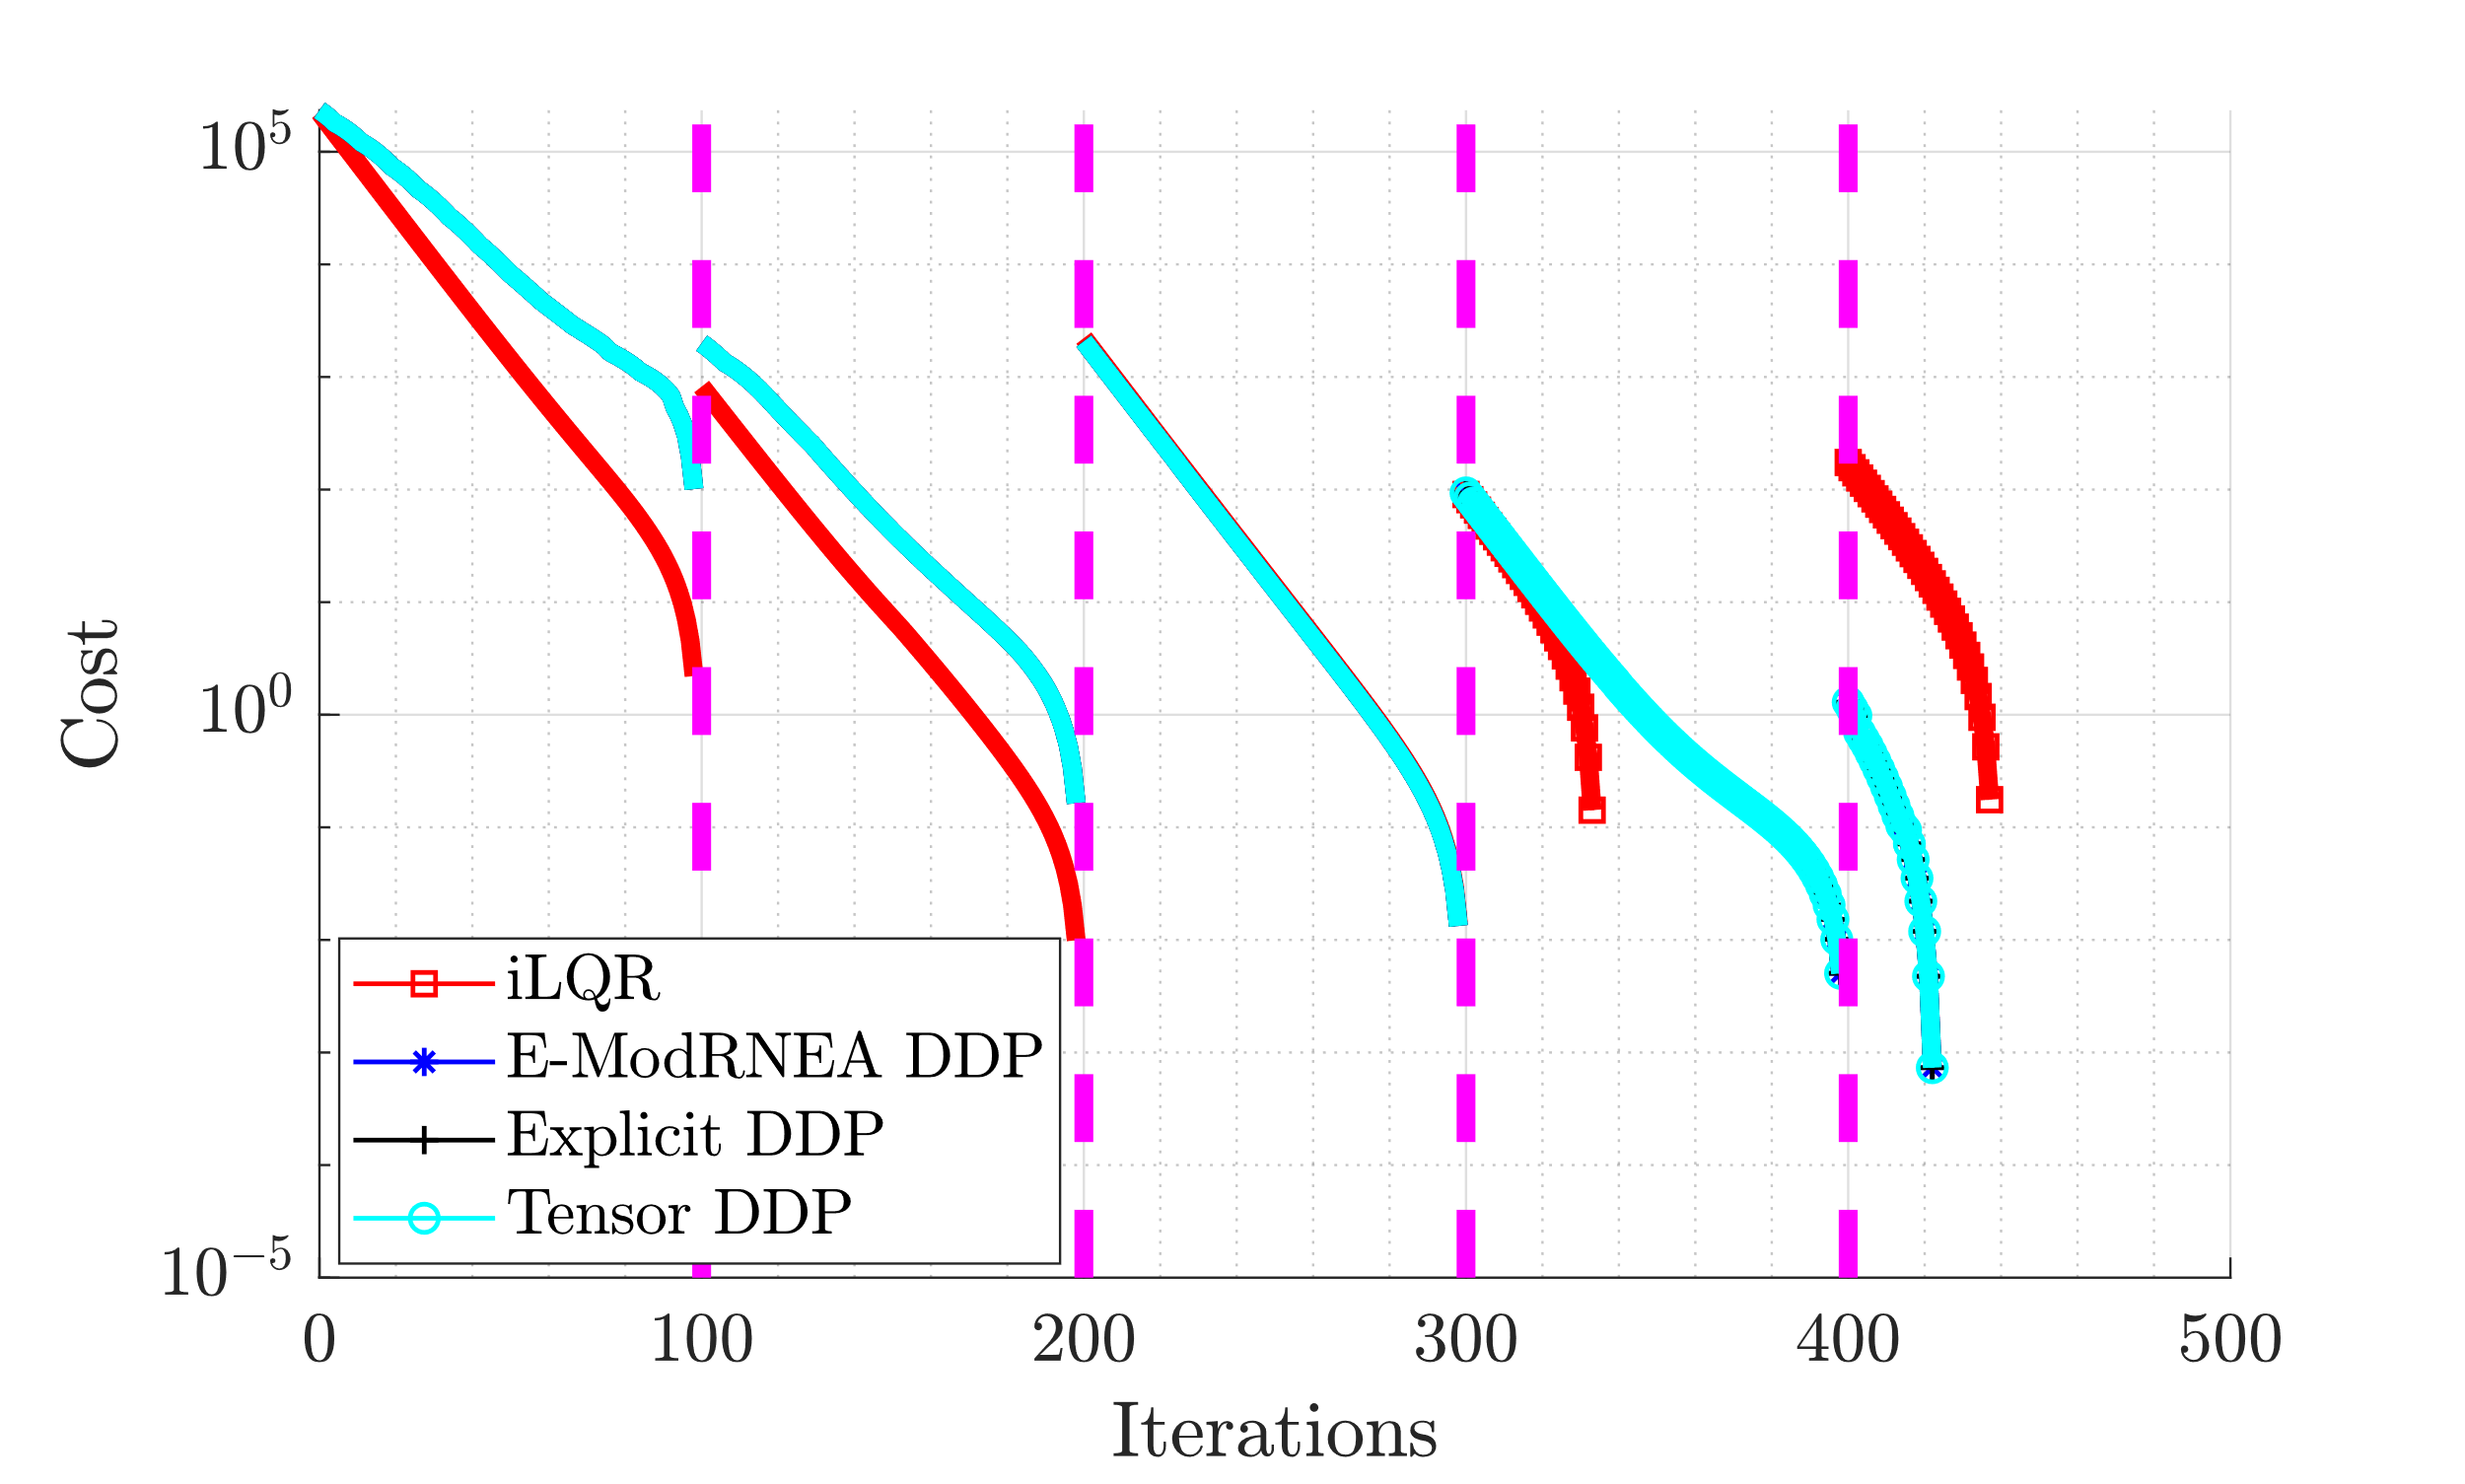 10^5
10^0
10^−5
Cost
iLQR
E-ModRNEA DDP
Explicit DDP
Tensor DDP
0 100 200 300 400 500
Iterations